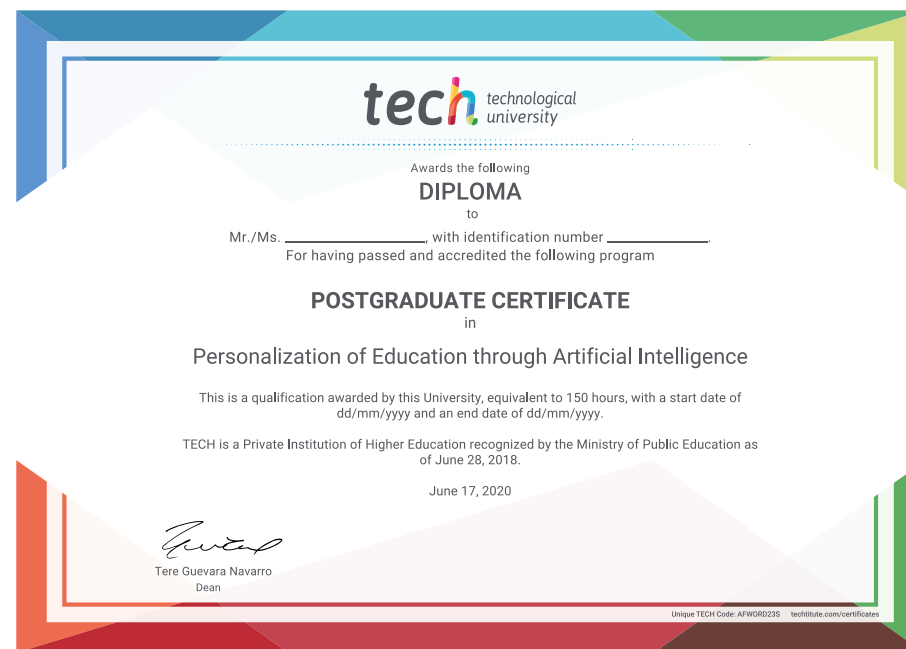 tech technological
university
Awards the following
DIPLOMA
to
Mr./Ms. ____________________, with identification number ______________.
For having passed and accredited the following program
POSTGRADUATE CERTIFICATE
in
Personalization of Education through Artificial Intelligence
This is a qualification awarded by this University, equivalent to 150 hours, with a start date of
dd/mm/yyyy and an end date of dd/mm/yyyy.
TECH is a Private Institution of Higher Education recognized by the Ministry of Public Education as
of June 28, 2018.
June 17, 2020
Tere Guevara Navarro
Dean
Unique TECH Code: AFWORD23S techtitute.com/certificates